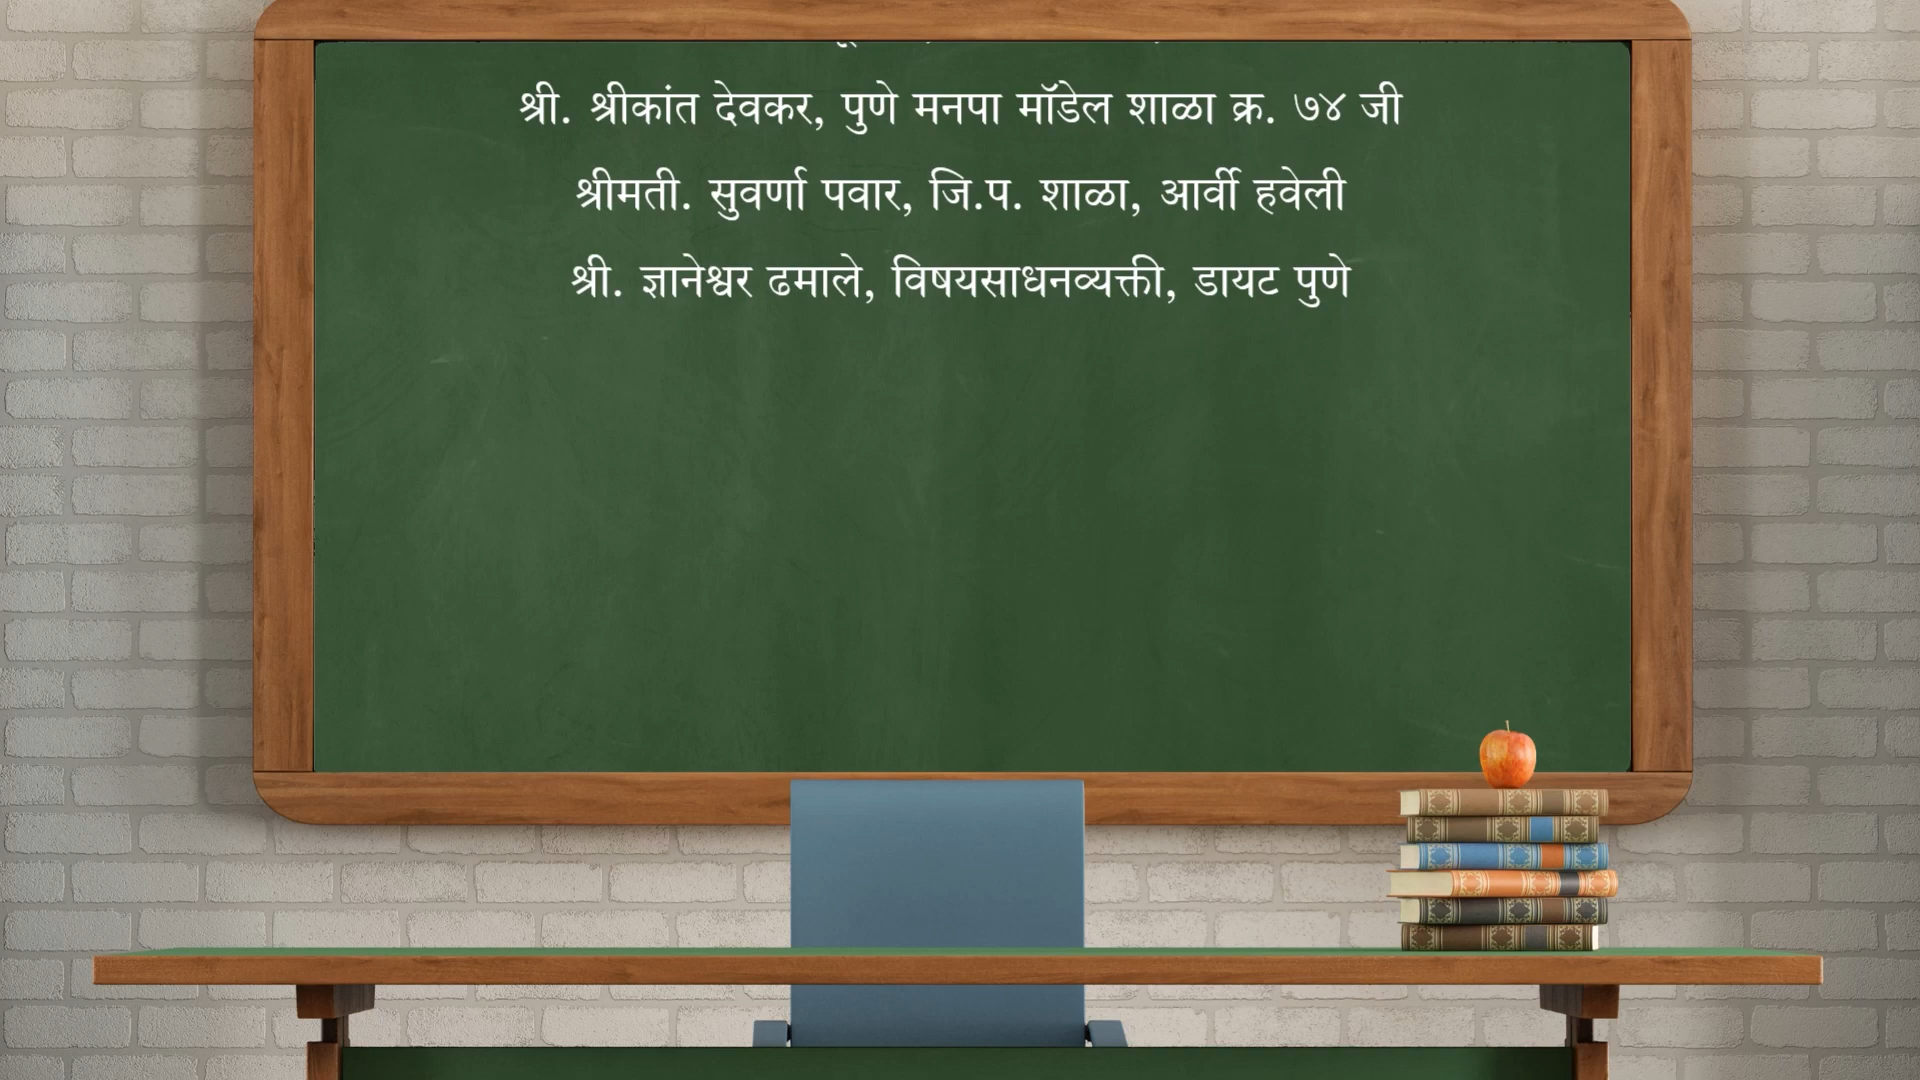 श्री. श्रीकांत देवकर, पुणे मनपा मॉडेल शाळा क्र. ७४ जी
श्रीमती. सुवर्णा पवार, जि.प. शाळा, आर्वी हवेली
श्री. ज्ञानेश्वर ढमाले, विषयसाधनव्यक्ती, डायट पुणे